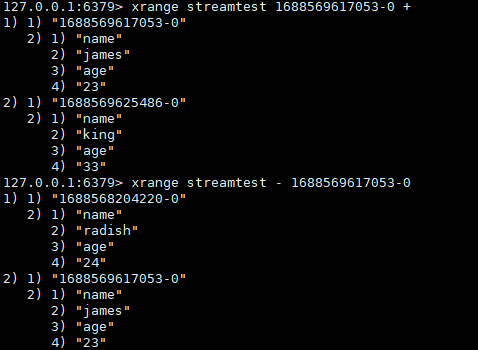 127.0.0.1:6379> xrange streamtest 1688569617053-0 +
1) 1) "1688569617053-0"
   2) 1) "name"
      2) "james"
      3) "age"
      4) "23"
2) 1) "1688569625486-0"
   2) 1) "name"
      2) "king"
      3) "age"
      4) "33"
127.0.0.1:6379> xrange streamtest - 1688569617053-0
1) 1) "1688568204220-0"
   2) 1) "name"
      2) "radish"
      3) "age"
      4) "24"
2) 1) "1688569617053-0"
   2) 1) "name"
      2) "james"
      3) "age"
      4) "23"